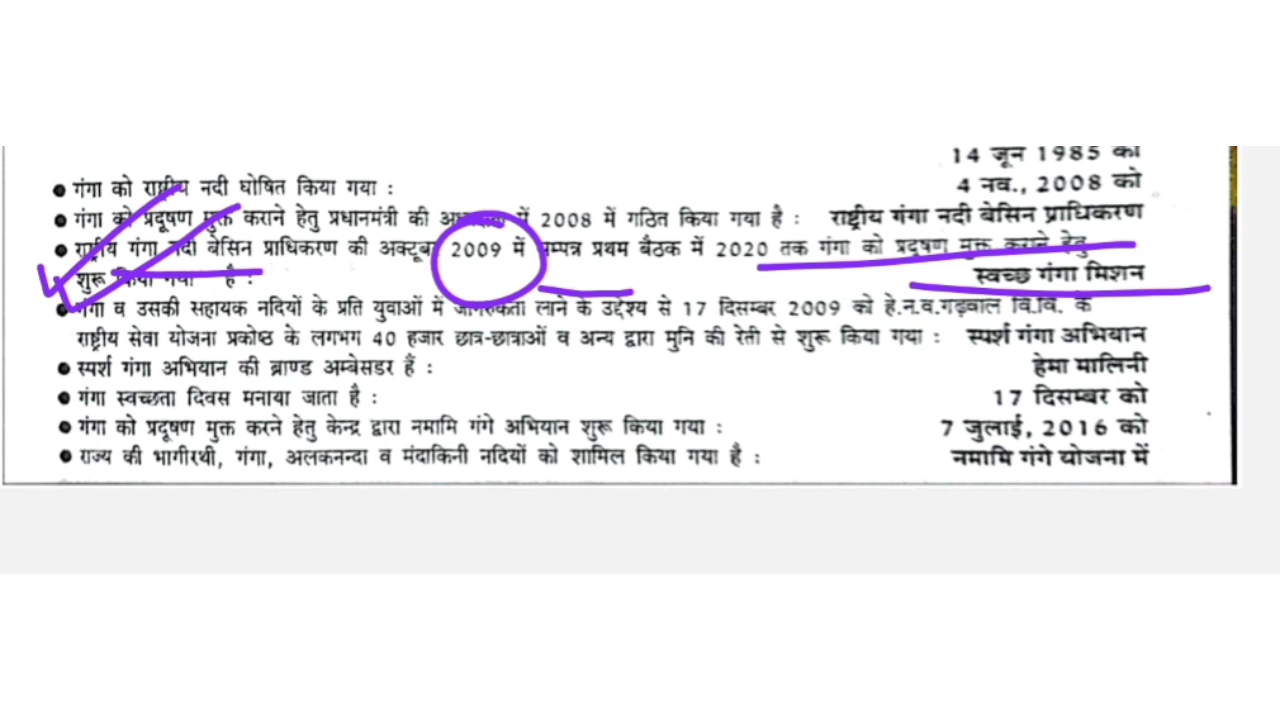 14 जून 1985 को
● गंगा को राष्ट्रीय नदी घोषित किया गया : 4 नव., 2008 को
● गंगा को प्रदूषण मुक्त कराने हेतु प्रधानमंत्री की अध्यक्षता में 2008 में गठित किया गया है : राष्ट्रीय गंगा नदी बेसिन प्राधिकरण
● राष्ट्रीय गंगा नदी बेसिन प्राधिकरण की अक्टूबर 2009 में सम्पन्न प्रथम बैठक में 2020 तक गंगा को प्रदूषण मुक्त कराने हेतु
शुरू किया गया है : स्वच्छ गंगा मिशन
● गंगा व उसकी सहायक नदियों के प्रति युवाओं में जागरुकता लाने के उद्देश्य से 17 दिसम्बर 2009 को हे.न.व.गढ़वाल वि.वि. के
राष्ट्रीय सेवा योजना प्रकोष्ठ के लगभग 40 हजार छात्र-छात्राओं व अन्य द्वारा मुनि की रेती से शुरू किया गया : स्पर्श गंगा अभियान
● स्पर्श गंगा अभियान की ब्राण्ड अम्बेसडर हैं : हेमा मालिनी
● गंगा स्वच्छता दिवस मनाया जाता है : 17 दिसम्बर को
● गंगा को प्रदूषण मुक्त करने हेतु केन्द्र द्वारा नमामि गंगे अभियान शुरू किया गया : 7 जुलाई, 2016 को
● राज्य की भागीरथी, गंगा, अलकनन्दा व मंदाकिनी नदियों को शामिल किया गया है : नमामि गंगे योजना में